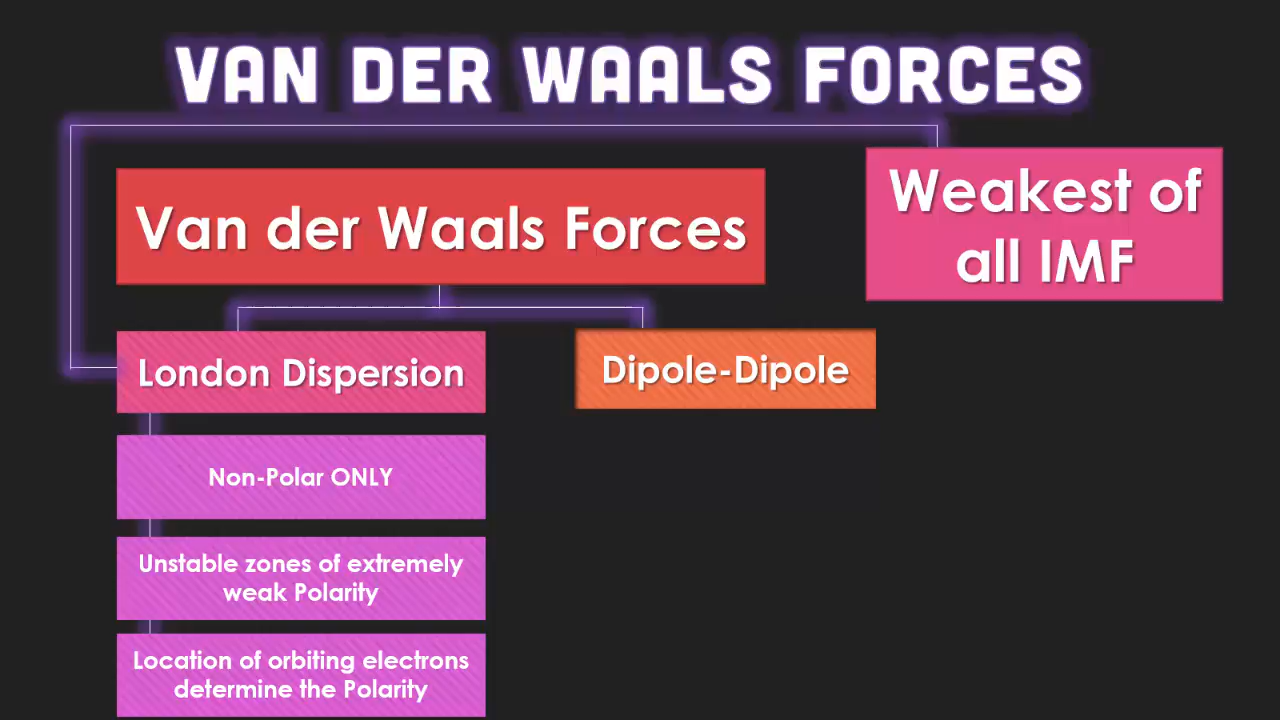 VAN DER WAALS FORCES
Van der Waals Forces
Weakest of
all IMF
London Dispersion
Dipole-Dipole
Non-Polar ONLY
Unstable zones of extremely
weak Polarity
Location of orbiting electrons
determine the Polarity